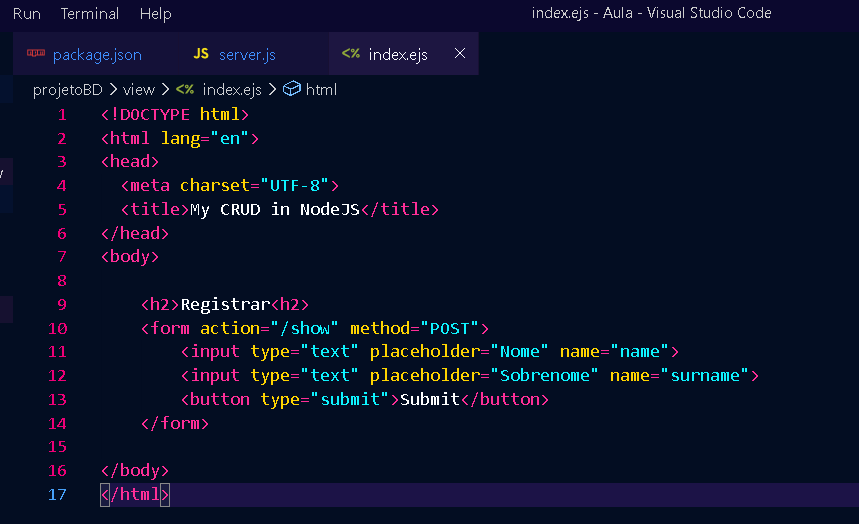 Run Terminal Help index.ejs - Aula - Visual Studio Code
package.json JS server.js <% index.ejs ×
projetoBD > view > <% index.ejs > html
1 <!DOCTYPE html>
2 <html lang="en">
3 <head>
4 <meta charset="UTF-8">
5 <title>My CRUD in NodeJS</title>
6 </head>
7 <body>
8
9 <h2>Registrar<h2>
10 <form action="/show" method="POST">
11 <input type="text" placeholder="Nome" name="name">
12 <input type="text" placeholder="Sobrenome" name="surname">
13 <button type="submit">Submit</button>
14 </form>
15
16 </body>
17 </html>